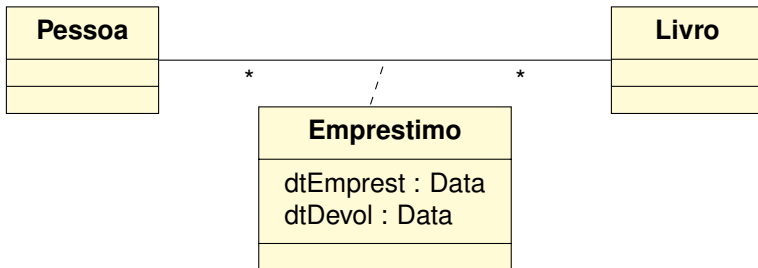 Pessoa
Livro
* *
Emprestimo
dtEmprest : Data
dtDevol : Data